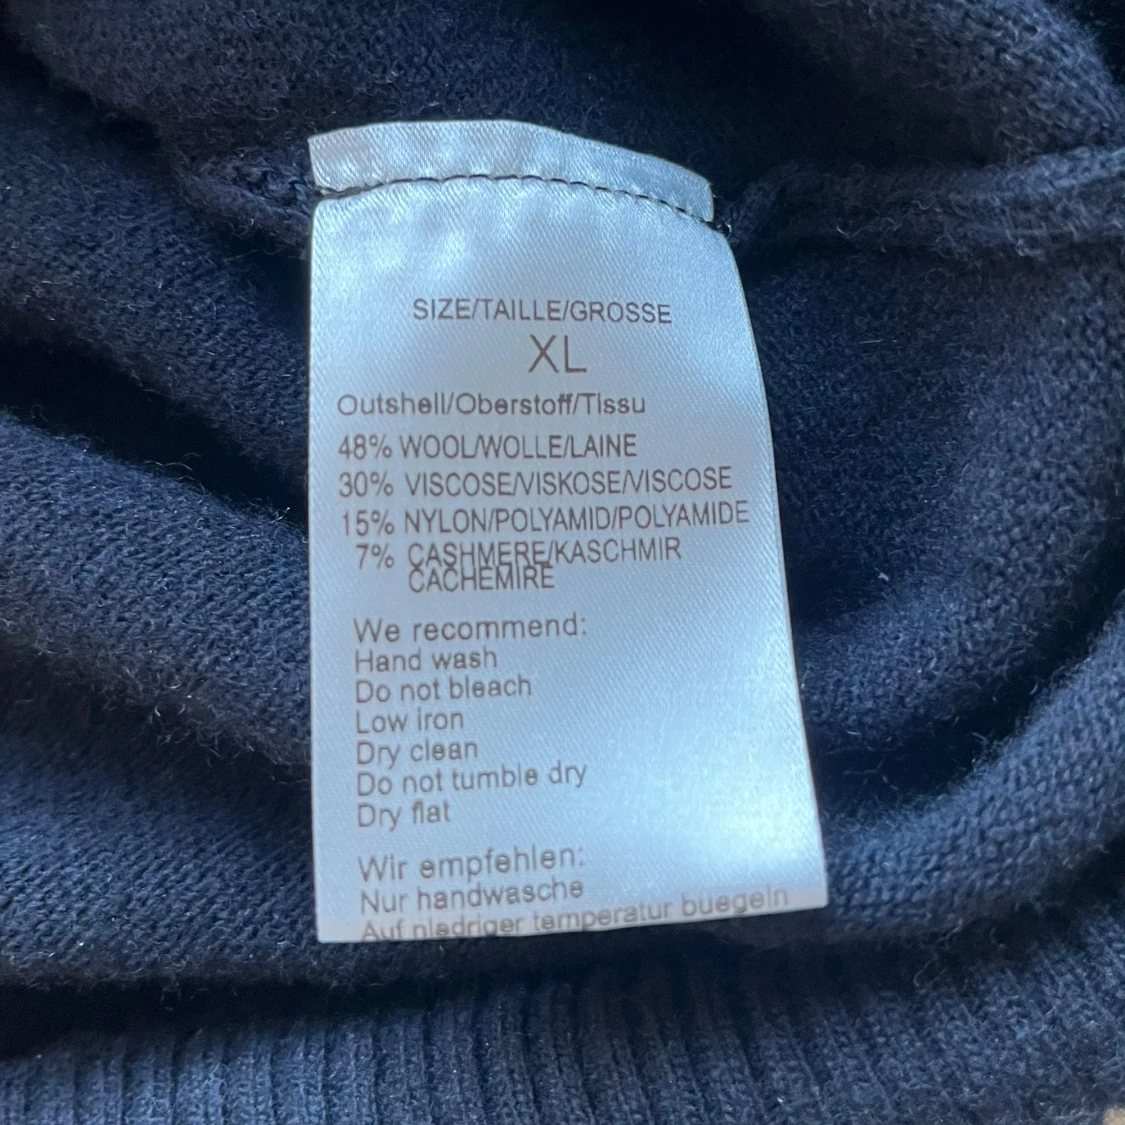 SIZE/TAILLE/GROSSE
XL
Outshell/Oberstoff/TIssu
48% WOOL/WOLLE/LAINE
30% VISCOSE/VISKOSE/VISCOSE
15% NYLON/POLYAMID/POLYAMIDE
7% CASHMERE/KASCHMIR
CACHEMIRE
We recommend:
Hand wash
Do not bleach
Low iron
Dry clean
Do not tumble dry
Dry flat
Wir empfehlen:
Nur handwasche
Auf niadriger temperatur buegeln